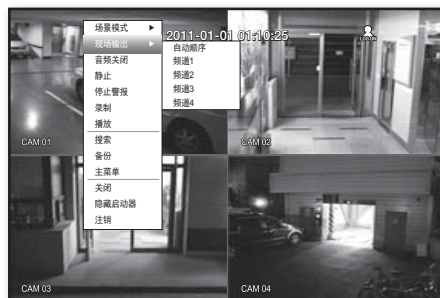 场景模式 ▶
现场输出 ▶
2011-01-01 01:10:25
LOG ON
自动顺序
频道1
频道2
频道3
频道4
音频关闭
静止
停止警报
录制
播放
搜索
备份
主菜单
关闭
隐藏启动器
注销
CAM 01
CAM 02
CAM 03
CAM 04